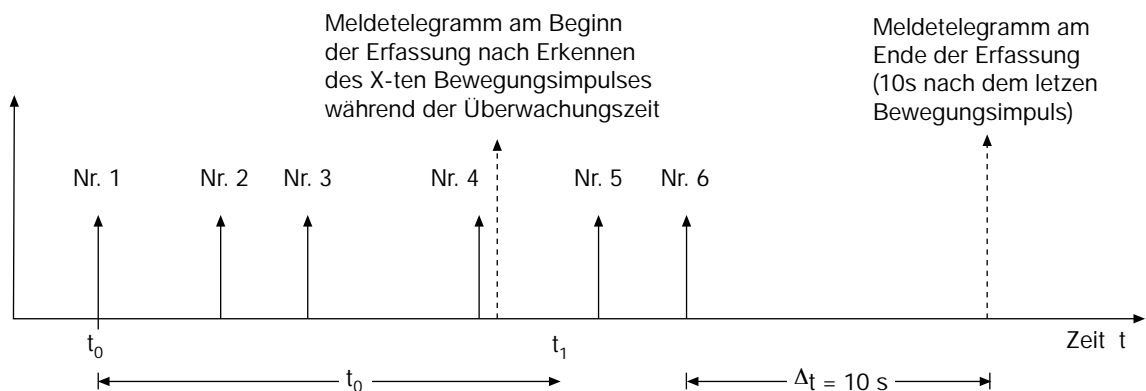 Meldetelegramm am Beginn
der Erfassung nach Erkennen
des X-ten Bewegungsimpulses
während der Überwachungszeit
Meldetelegramm am
Ende der Erfassung
(10s nach dem letzen
Bewegungsimpuls)
Nr. 1
Nr. 2
Nr. 3
Nr. 4
Nr. 5
Nr. 6
t0
t1
Zeit t
t0
Δt = 10 s